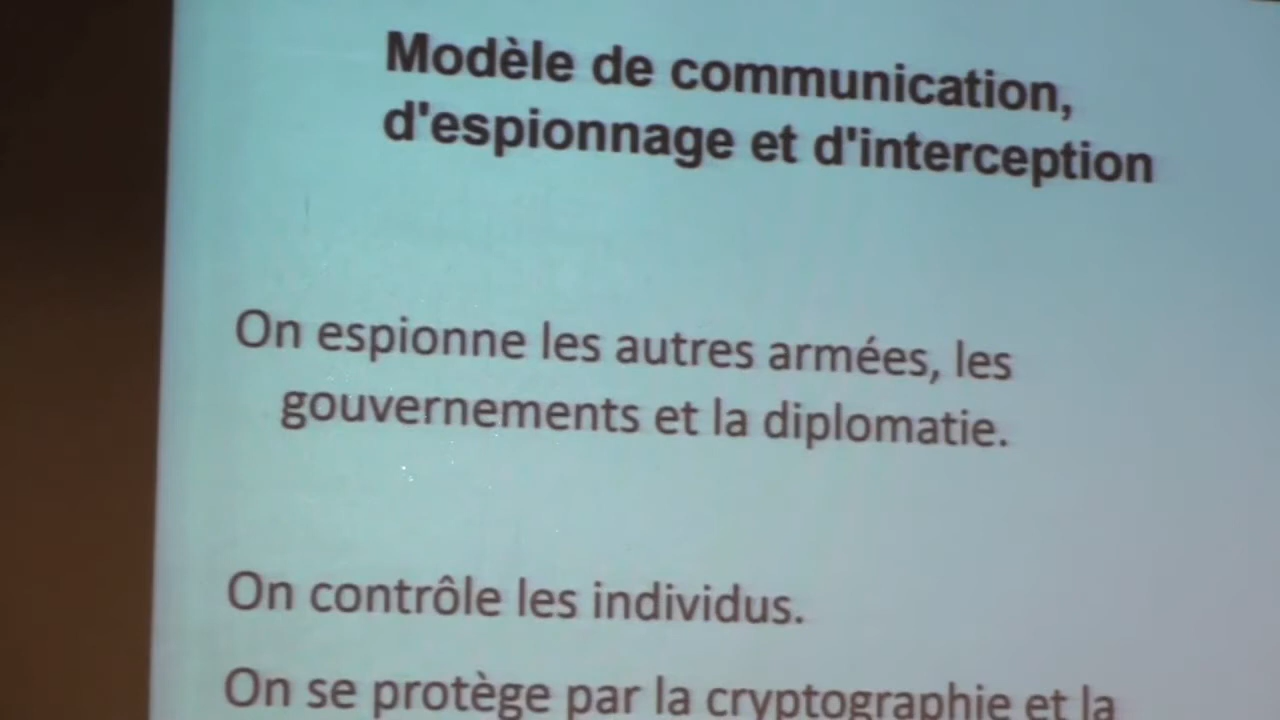 Modèle de communication,
d'espionnage et d'interception
On espionne les autres armées, les
gouvernements et la diplomatie.
On contrôle les individus.
On se protège par la cryptographie et la